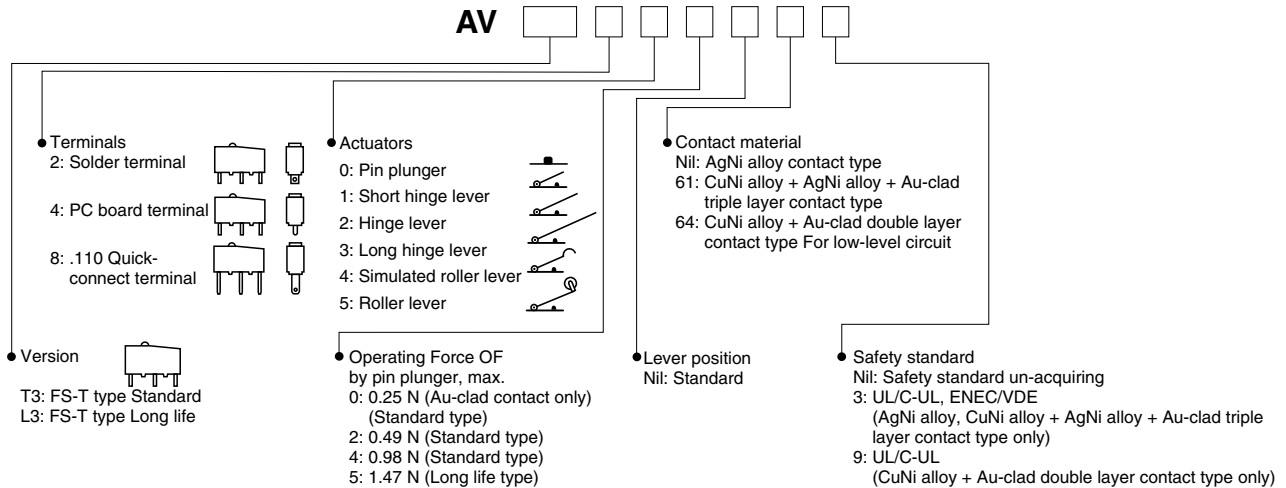 AV
Terminals
2: Solder terminal
4: PC board terminal
8: .110 Quick-
connect terminal
Actuators
0: Pin plunger
1: Short hinge lever
2: Hinge lever
3: Long hinge lever
4: Simulated roller lever
5: Roller lever
Contact material
Nil: AgNi alloy contact type
61: CuNi alloy + AgNi alloy + Au-clad
triple layer contact type
64: CuNi alloy + Au-clad double layer
contact type For low-level circuit
Version
T3: FS-T type Standard
L3: FS-T type Long life
Operating Force OF
by pin plunger, max.
0: 0.25 N (Au-clad contact only)
(Standard type)
2: 0.49 N (Standard type)
4: 0.98 N (Standard type)
5: 1.47 N (Long life type)
Lever position
Nil: Standard
Safety standard
Nil: Safety standard un-acquiring
3: UL/C-UL, ENEC/VDE
(AgNi alloy, CuNi alloy + AgNi alloy + Au-clad triple
layer contact type only)
9: UL/C-UL
(CuNi alloy + Au-clad double layer contact type only)